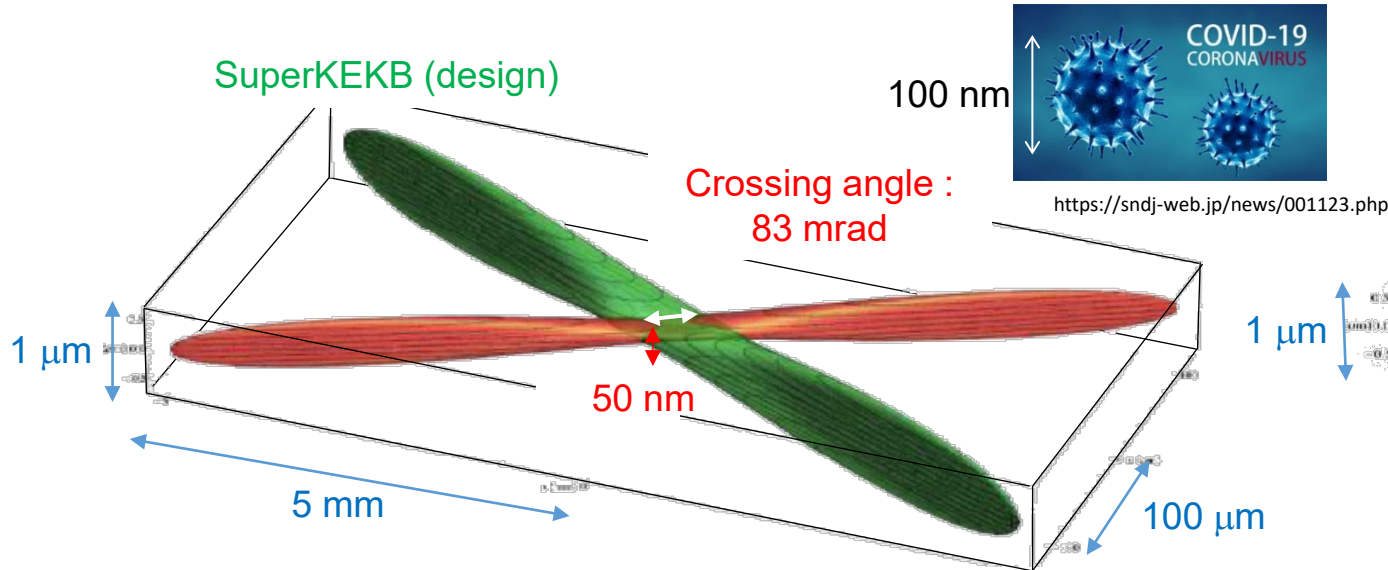 COVID-19
CORONAVIRUS
SuperKEKB (design)
100 nm
Crossing angle :
83 mrad
https://sndj-web.jp/news/001123.php
1 μm
1 μm
50 nm
5 mm
100 μm